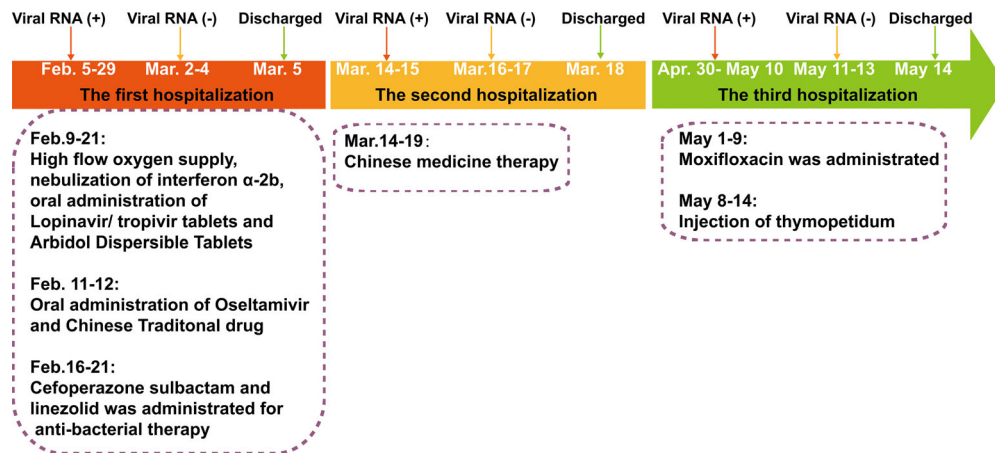 Viral RNA (+) Viral RNA (-) Discharged Viral RNA (+) Viral RNA (-) Discharged Viral RNA (+) Viral RNA (-) Discharged
Feb. 5-29 Mar. 2-4 Mar. 5 Mar. 14-15 Mar.16-17 Mar. 18 Apr. 30- May 10 May 11-13 May 14
The first hospitalization The second hospitalization The third hospitalization
Feb.9-21:
High flow oxygen supply,
nebulization of interferon α-2b,
oral administration of
Lopinavir/ tropivir tablets and
Arbidol Dispersible Tablets
Feb. 11-12:
Oral administration of Oseltamivir
and Chinese Traditonal drug
Feb.16-21:
Cefoperazone sulbactam and
linezolid was administrated for
anti-bacterial therapy
Mar.14-19:
Chinese medicine therapy
May 1-9:
Moxifloxacin was administrated
May 8-14:
Injection of thymopetidum